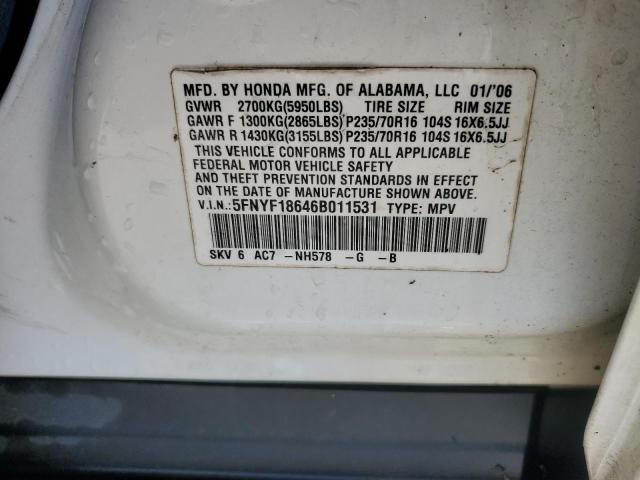 MFD. BY HONDA MFG. OF ALABAMA, LLC 01/'06
GVWR 2700KG(5950LBS) TIRE SIZE RIM SIZE
GAWR F 1300KG(2865LBS) P235/70R16 104S 16X6.5JJ
GAWR R 1430KG(3155LBS) P235/70R16 104S 16X6.5JJ
THIS VEHICLE CONFORMS TO ALL APPLICABLE
FEDERAL MOTOR VEHICLE SAFETY
AND THEFT PREVENTION STANDARDS IN EFFECT
ON THE DATE OF MANUFACTURE SHOWN ABOVE.
V.I.N.: 5FNYF18646B011531 TYPE: MPV
SKV 6 AC7 -NH578 -G -B